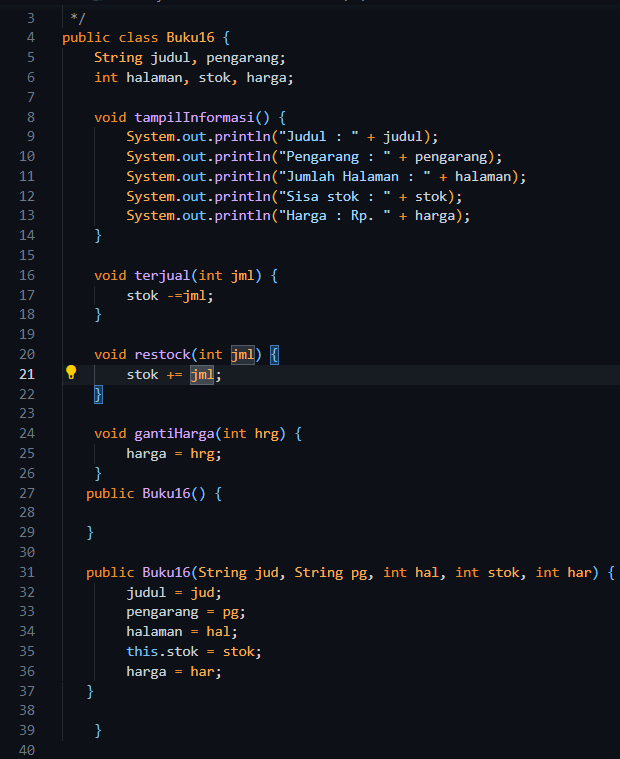 3 */
4 public class Buku16 {
5 String judul, pengarang;
6 int halaman, stok, harga;
7
8 void tampilInformasi() {
9 System.out.println("Judul : " + judul);
10 System.out.println("Pengarang : " + pengarang);
11 System.out.println("Jumlah Halaman : " + halaman);
12 System.out.println("Sisa stok : " + stok);
13 System.out.println("Harga : Rp. " + harga);
14 }
15
16 void terjual(int jml) {
17 stok -=jml;
18 }
19
20 void restock(int jml) {
21 stok += jml;
22 }
23
24 void gantiHarga(int hrg) {
25 harga = hrg;
26 }
27 public Buku16() {
28
29 }
30
31 public Buku16(String jud, String pg, int hal, int stok, int har) {
32 judul = jud;
33 pengarang = pg;
34 halaman = hal;
35 this.stok = stok;
36 harga = har;
37 }
38
39 }
40